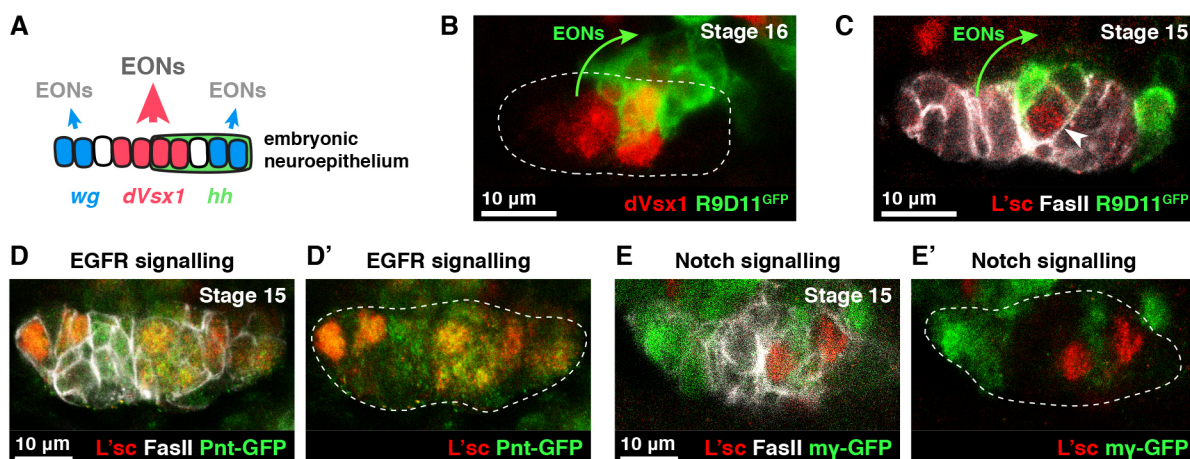 A
EONs
EONs
EONs
embryonic
neuroepithelium
wg
dVsx1
hh
B
EONs
Stage 16
10 µm
dVsx1 R9D11GFP
C
EONs
Stage 15
10 µm
L'sc FasII R9D11GFP
D
EGFR signalling
Stage 15
10 µm
L'sc FasII Pnt-GFP
D'
EGFR signalling
L'sc Pnt-GFP
E
Notch signalling
Stage 15
10 µm
L'sc FasII mγ-GFP
E'
Notch signalling
L'sc mγ-GFP